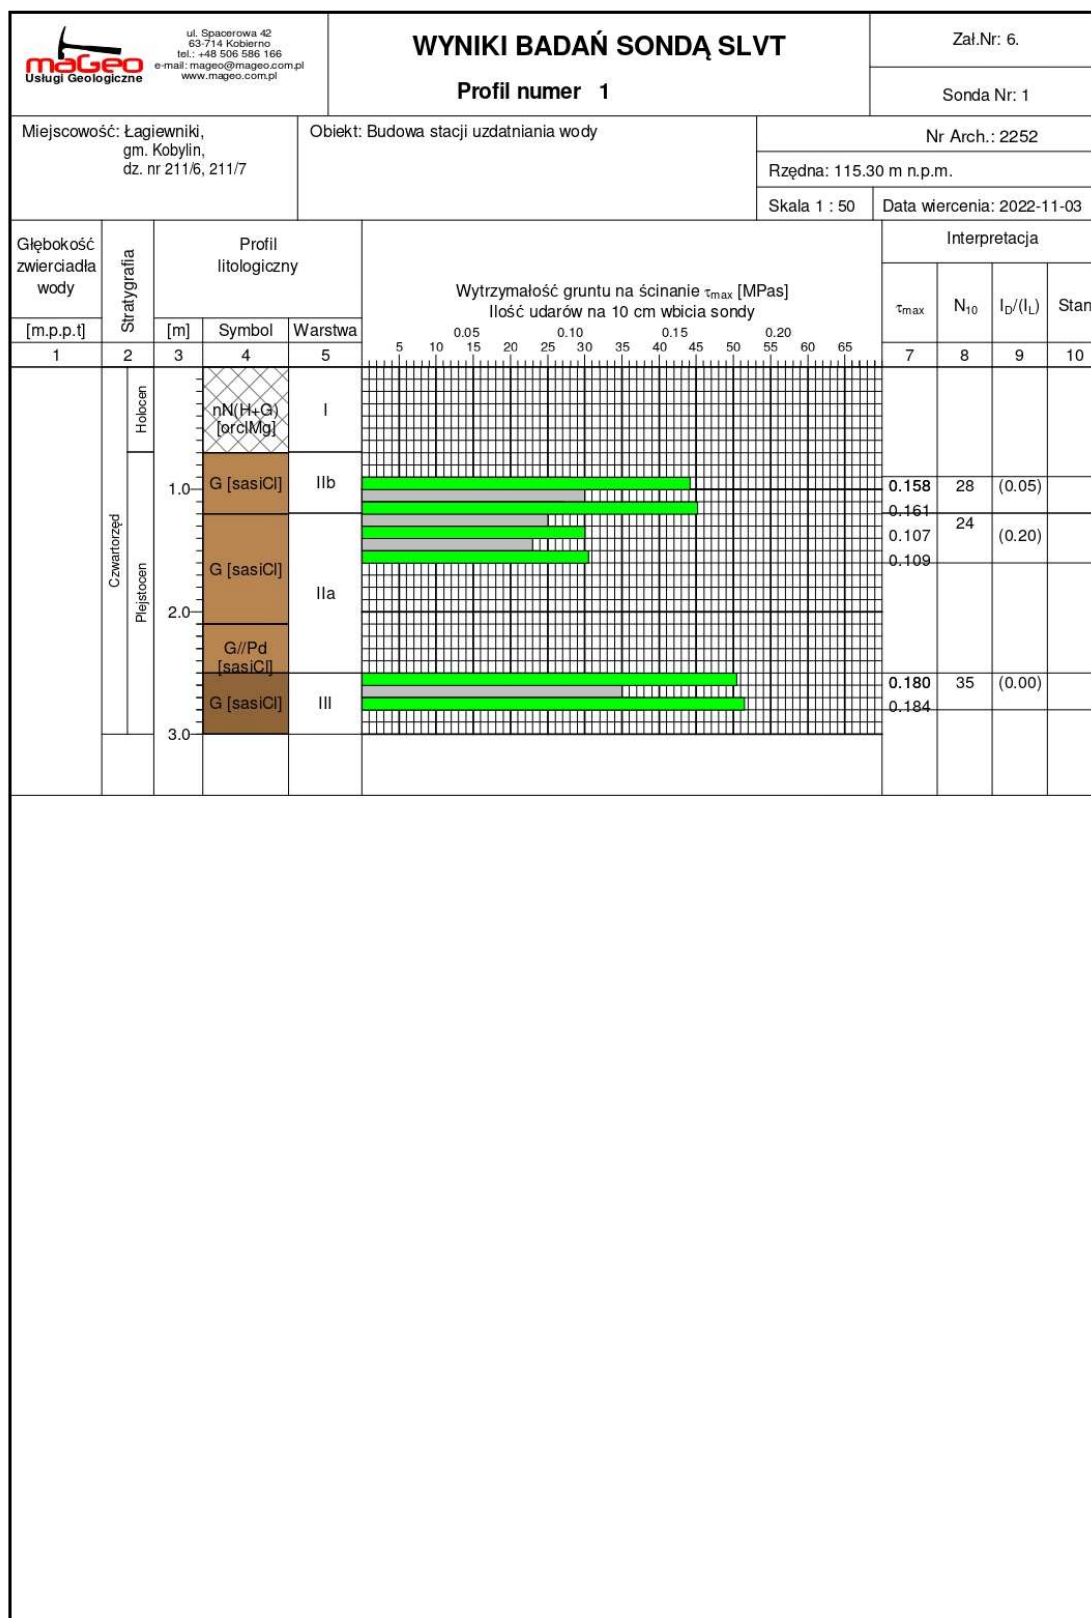 maGeo
Usługi Geologiczne
ul. Spacerowa 42
63-714 Kobierno
tel.: +48 506 586 166
e-mail: mageo@mageo.com.pl
www.mageo.com.pl
WYNIKI BADAŃ SONDĄ SLVT
Profil numer 1
Zał.Nr: 6.
Sonda Nr: 1
Miejscowość: Łagiewniki,
gm. Kobylin,
dz. nr 211/6, 211/7
Obiekt: Budowa stacji uzdatniania wody
Nr Arch.: 2252
Rzędna: 115.30 m n.p.m.
Skala 1 : 50
Data wiercenia: 2022-11-03
Głębokość
zwierciadła
wody
[m.p.p.t]
Stratygrafia
Profil
litologiczny
[m] Symbol Warstwa
Wytrzymałość gruntu na ścinanie τmax [MPas]
Ilość udarów na 10 cm wbicia sondy
0.05 0.10 0.15 0.20
5 10 15 20 25 30 35 40 45 50 55 60 65
Interpretacja
τmax N10 ID/(IL) Stan
1 2 3 4 5 7 8 9 10
Czwartorzęd
Holocen
Plejstocen
nN(H+G)
[orclMg]
I
1.0
G [sasiCl]
IIb
0.158 28 (0.05)
0.161
24
0.107 (0.20)
0.109
G [sasiCl]
IIa
2.0
G//Pd
[sasiCl]
G [sasiCl]
III
0.180 35 (0.00)
0.184
3.0